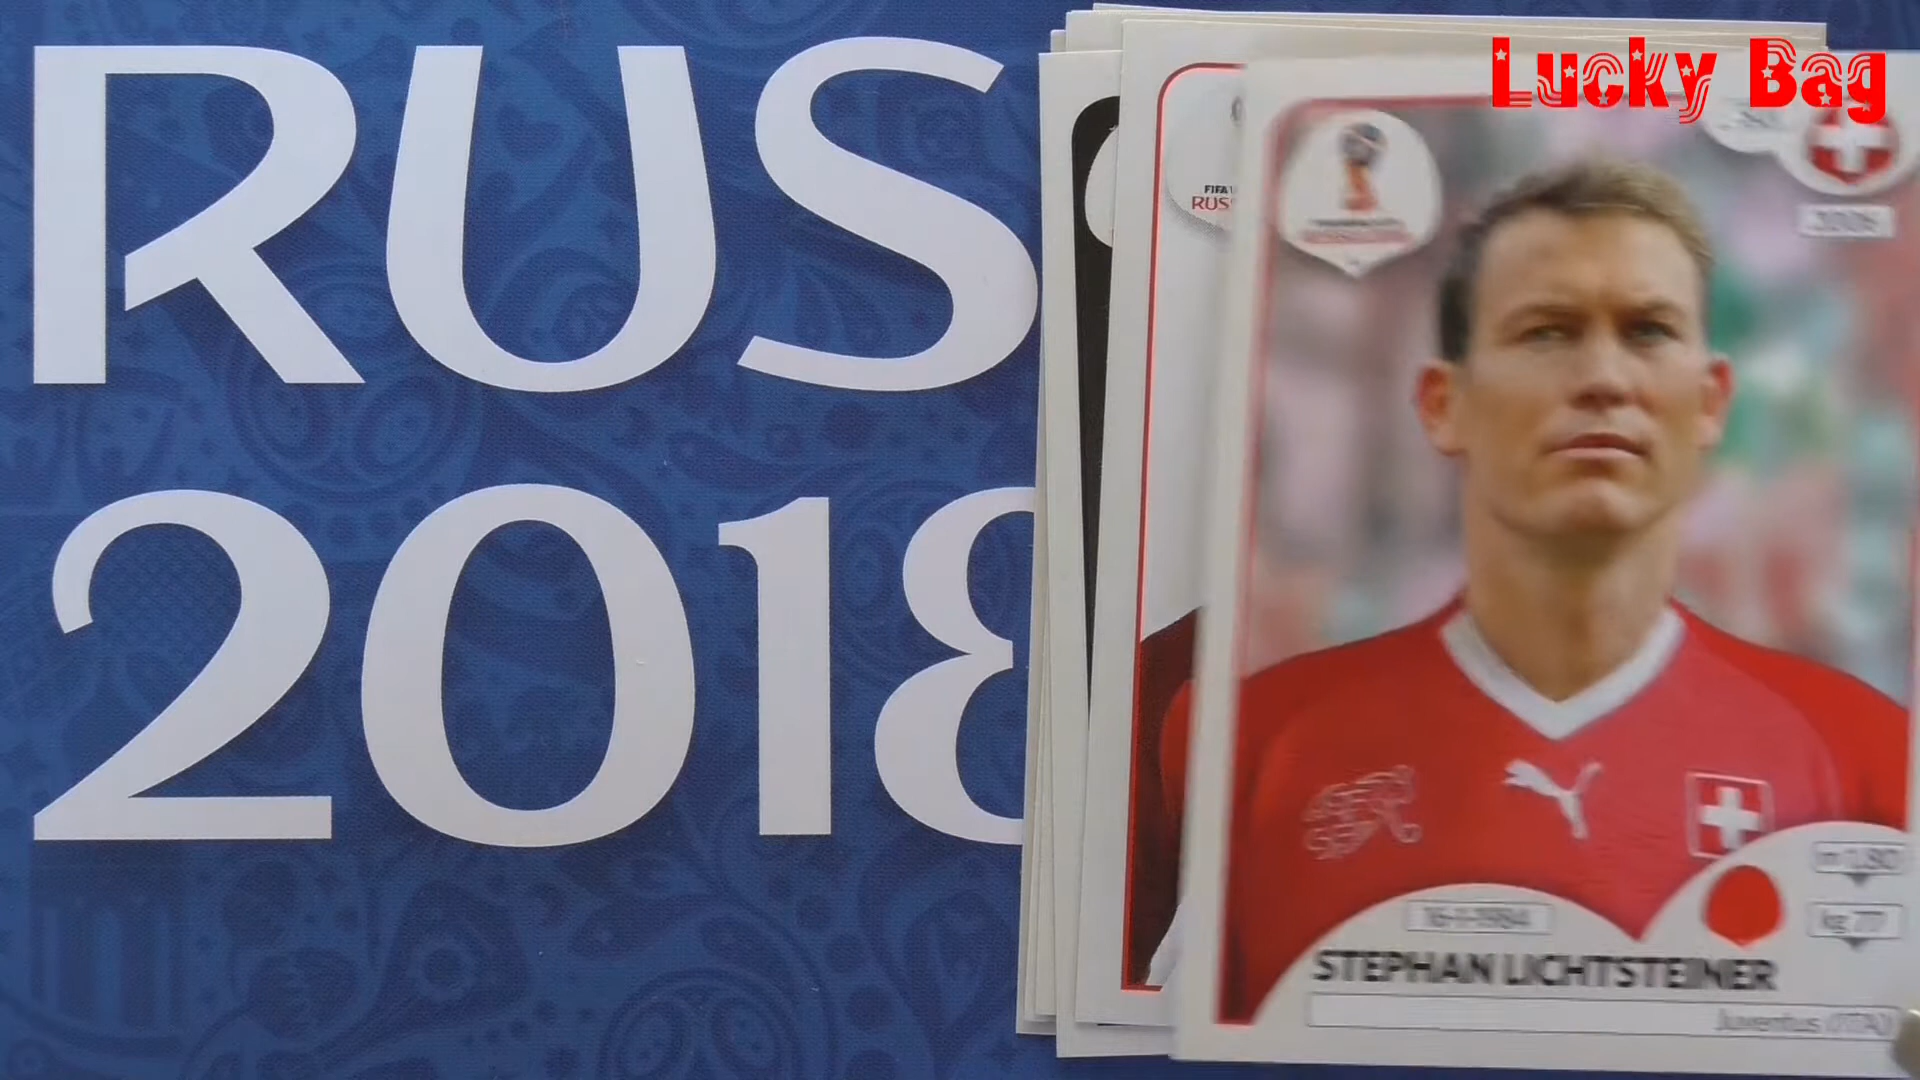 RUS
2018
Lucky Bag
FIFA
RUS
2006
m 1,80
16-1-1984
kg 77
STEPHAN LICHTSTEINER
Juventus (ITA)